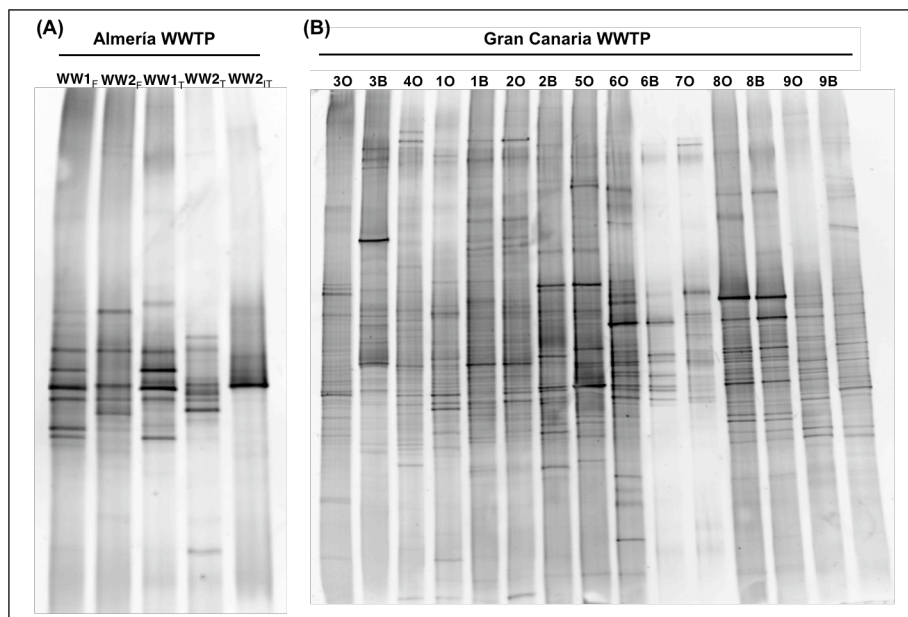 (A)
Almería WWTP
WW1F WW2F WW1T WW2T WW2IT
(B)
Gran Canaria WWTP
3O 3B 4O 1O 1B 2O 2B 5O 6O 6B 7O 8O 8B 9O 9B